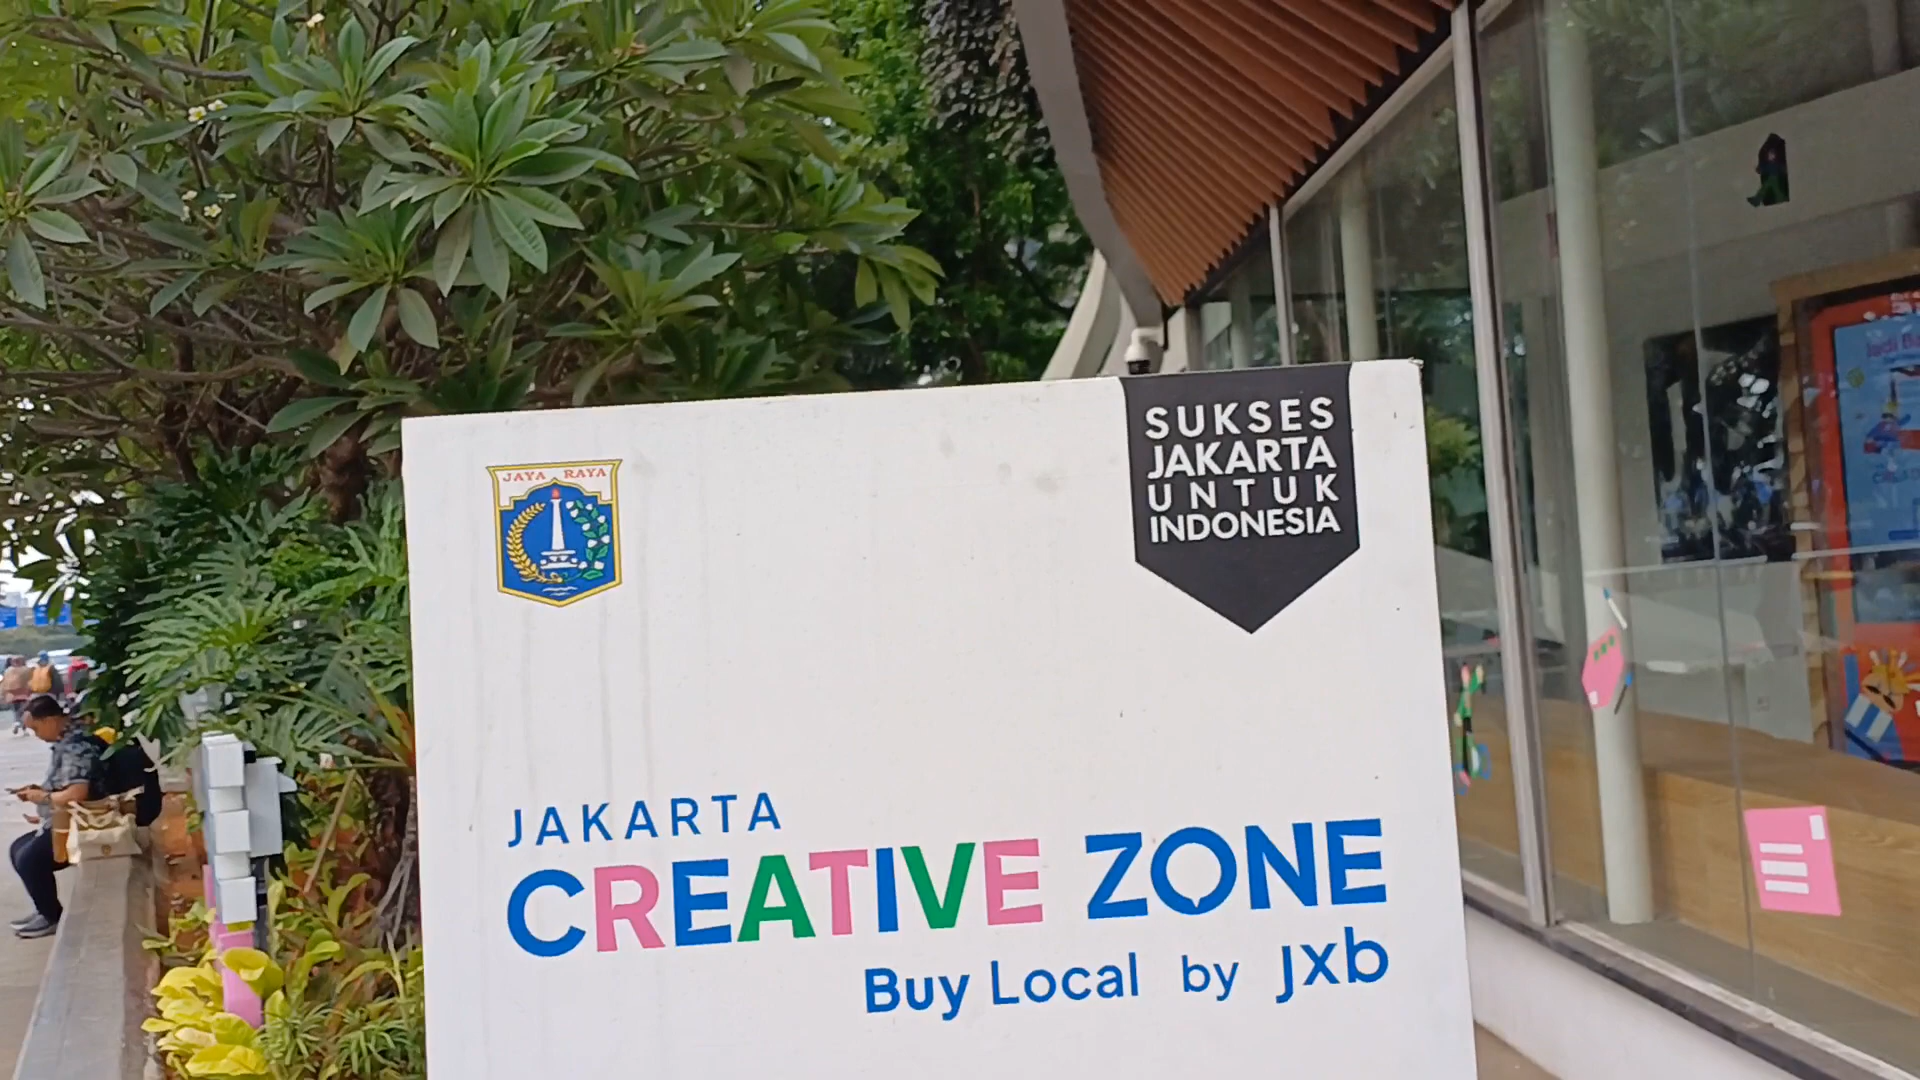 JAYA RAYA
SUKSES
JAKARTA
UNTUK
INDONESIA
JAKARTA
CREATIVE ZONE
Buy Local by Jxb